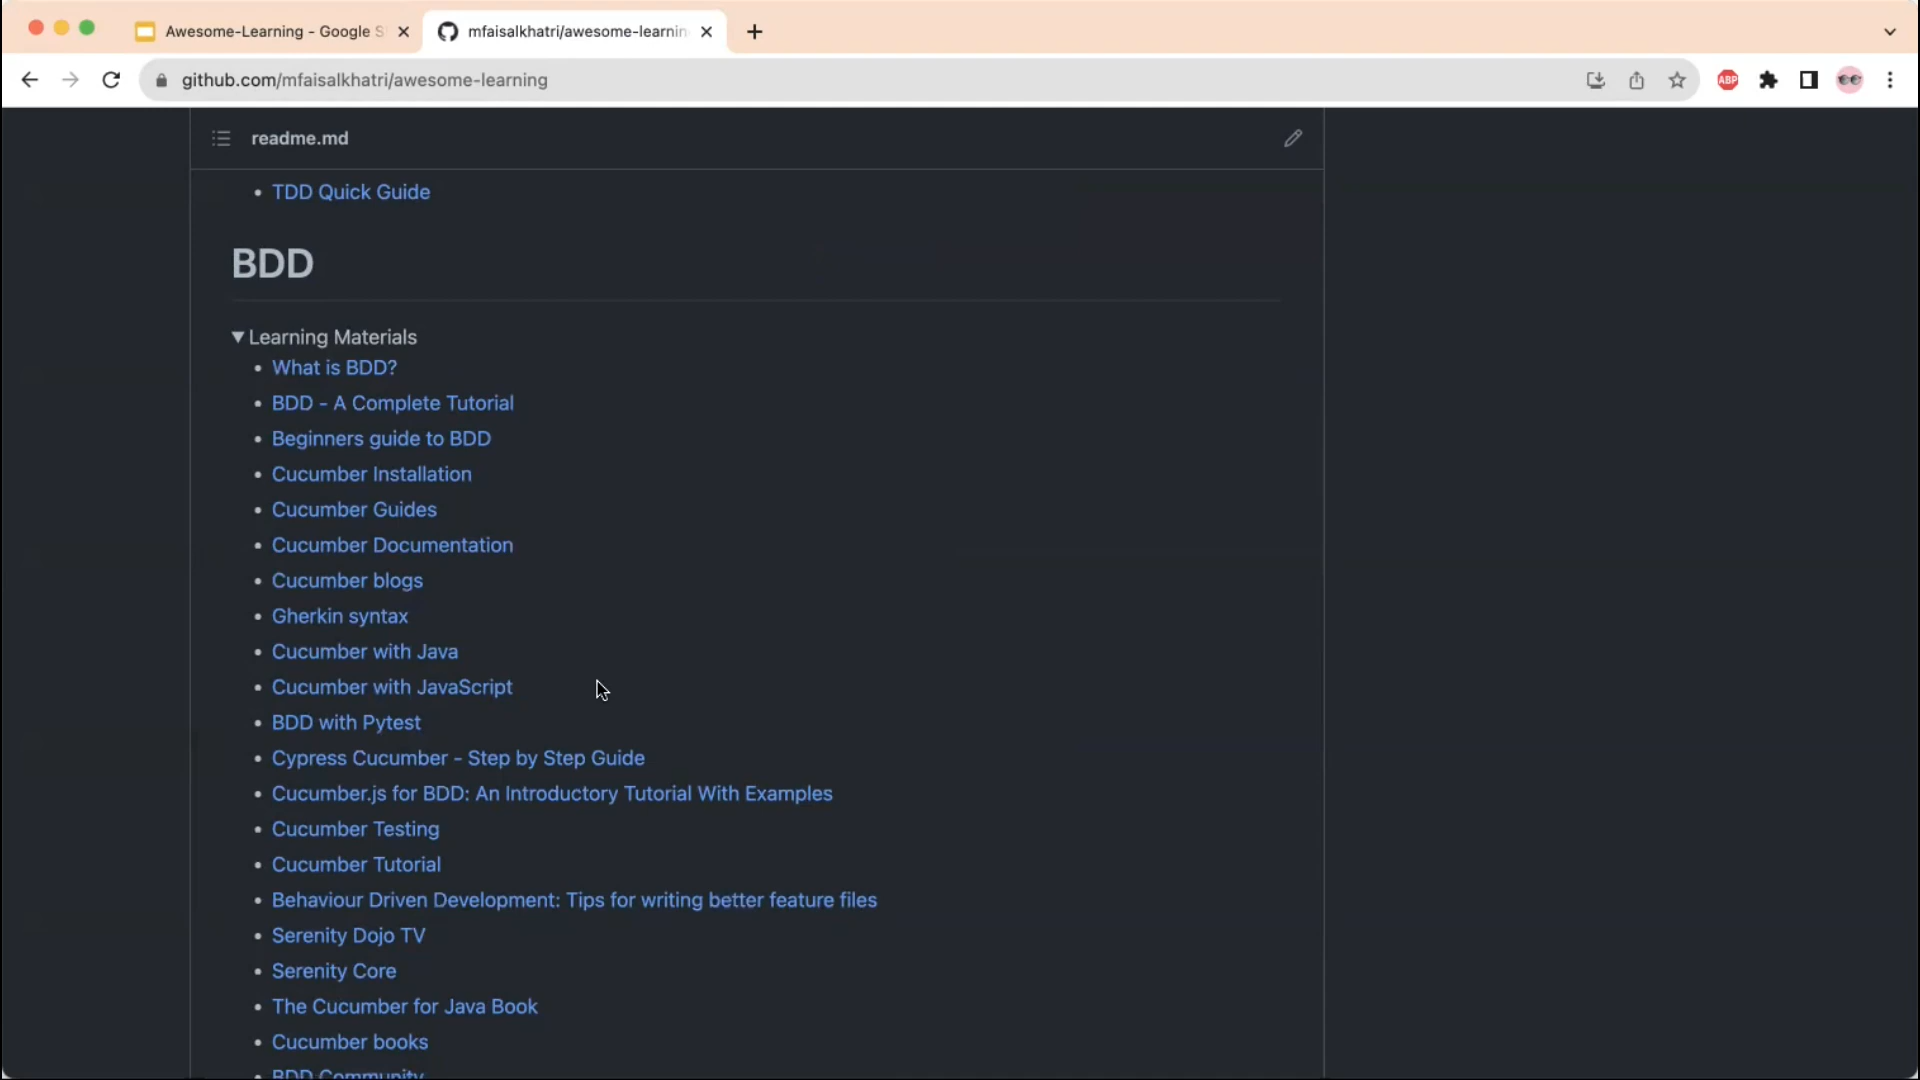 Awesome-Learning - Google S
mfaisalkhatri/awesome-learnin
github.com/mfaisalkhatri/awesome-learning
ABP
readme.md
• TDD Quick Guide
BDD
▼ Learning Materials
• What is BDD?
• BDD - A Complete Tutorial
• Beginners guide to BDD
• Cucumber Installation
• Cucumber Guides
• Cucumber Documentation
• Cucumber blogs
• Gherkin syntax
• Cucumber with Java
• Cucumber with JavaScript
• BDD with Pytest
• Cypress Cucumber - Step by Step Guide
• Cucumber.js for BDD: An Introductory Tutorial With Examples
• Cucumber Testing
• Cucumber Tutorial
• Behaviour Driven Development: Tips for writing better feature files
• Serenity Dojo TV
• Serenity Core
• The Cucumber for Java Book
• Cucumber books
• BDD Community